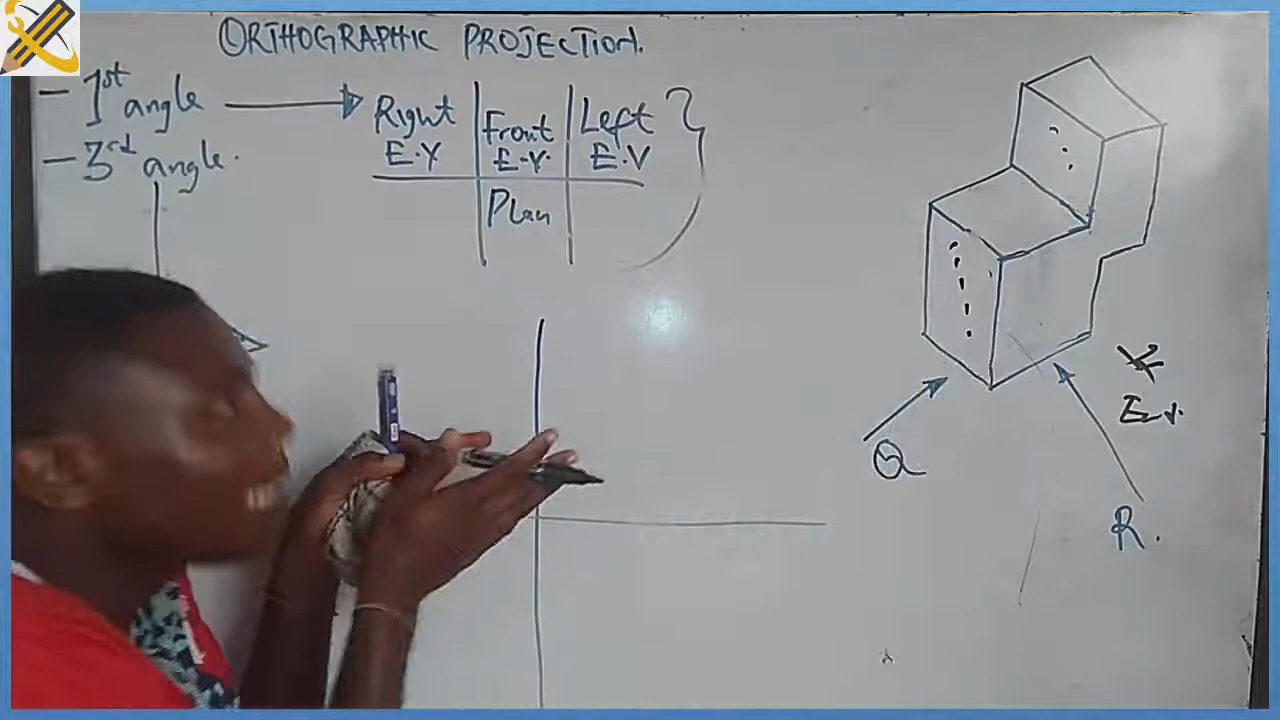 ORTHOGRAPHIC PROJECTION.
- 1st angle
- 3rd angle.
Right E.V
Front E.V.
Left E.V
Plan
E.v.
Q
R.